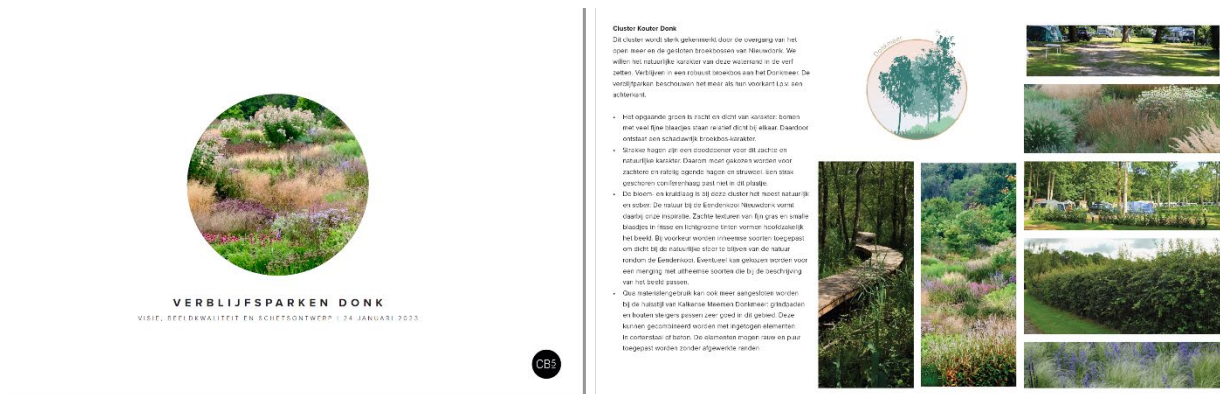 VERBLIJFSPARKEN DONK
VISIE, BEELDKWALITEIT EN SCHETSONTWERP | 24 JANUARI 2023
CB5
Cluster Kouter Donk
Dit cluster wordt sterk gekenmerkt door de overgang van het
open meer en de gesloten broekbossen van Nieuwdonk. We
willen het natuurlijke karakter van deze waterrand in de verf
zetten. Verblijven in een robuust broekbos aan het Donkmeer. De
verblijfparken beschouwen het meer als hun voorkant i.p.v. een
achterkant.
• Het opgaande groen is zacht en dicht van karakter: bomen
met veel fijne blaadjes staan relatief dicht bij elkaar. Daardoor
ontstaat een schaduwrijk broekbos-karakter.
• Strakke hagen zijn een dooddoener voor dit zachte en
natuurlijke karakter. Daarom moet gekozen worden voor
zachtere en rafelig ogende hagen en struweel. Een strak
geschoren coniferenhaag past niet in dit plaatje.
• De bloem- en kruidlaag is bij deze cluster het meest natuurlijk
en sober. De natuur bij de Eendenkooi Nieuwdonk vormt
daarbij onze inspiratie. Zachte texturen van fijn gras en smalle
blaadjes in frisse en lichtgroene tinten vormen hoofdzakelijk
het beeld. Bij voorkeur worden inheemse soorten toegepast
om dicht bij de natuurlijke sfeer te blijven van de natuur
rondom de Eendenkooi. Eventueel kan gekozen worden voor
een menging met uitheemse soorten die bij de beschrijving
van het beeld passen.
• Qua materialengebruik kan ook meer aangesloten worden
bij de huisstijl van Kalkense Meersen Donkmeer: grindpaden
en houten steigers passen zeer goed in dit gebied. Deze
kunnen gecombineerd worden met ingetogen elementen
in cortenstaal of beton. De elementen mogen rauw en puur
toegepast worden zonder afgewerkte randen
Donkmeer